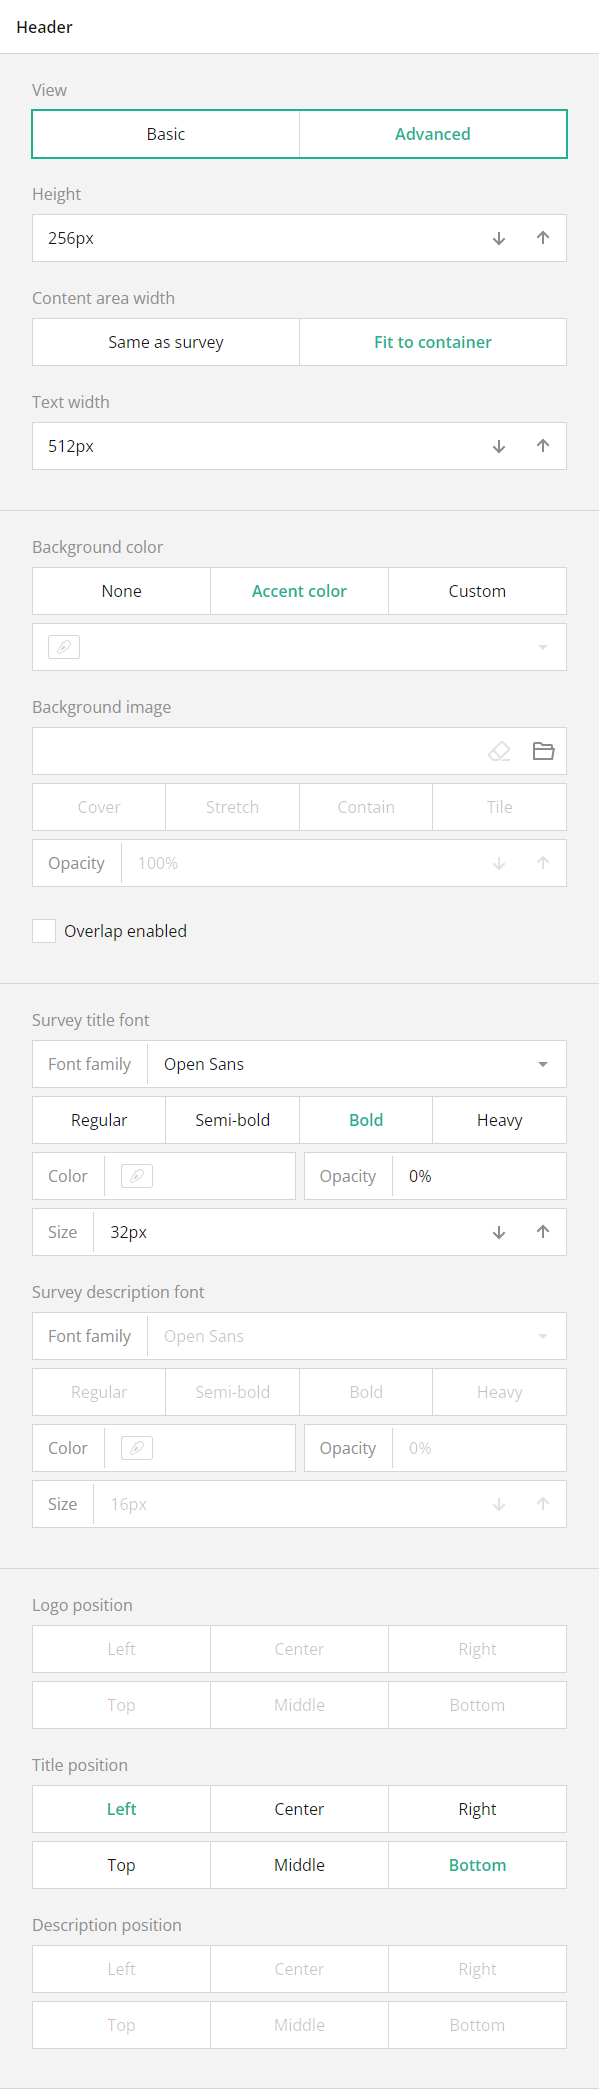 Header
View
Basic Advanced
Height
256px
Content area width
Same as survey Fit to container
Text width
512px
Background color
None Accent color Custom
Background image
Cover Stretch Contain Tile
Opacity 100%
Overlap enabled
Survey title font
Font family Open Sans
Regular Semi-bold Bold Heavy
Color Opacity 0%
Size 32px
Survey description font
Font family Open Sans
Regular Semi-bold Bold Heavy
Color Opacity 0%
Size 16px
Logo position
Left Center Right
Top Middle Bottom
Title position
Left Center Right
Top Middle Bottom
Description position
Left Center Right
Top Middle Bottom